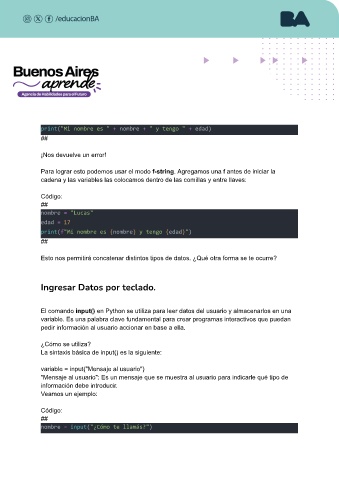 /educacionBA
BA
Buenos Aires
aprende
Agencia de Habilidades para el Futuro
print("Mi nombre es " + nombre + " y tengo " + edad)
##
¡Nos devuelve un error!
Para lograr esto podemos usar el modo f-string. Agregamos una f antes de iniciar la
cadena y las variables las colocamos dentro de las comillas y entre llaves:
Código:
##
nombre = "Lucas"
edad = 17
print(f"Mi nombre es {nombre} y tengo {edad}")
##
Esto nos permitirá concatenar distintos tipos de datos. ¿Qué otra forma se te ocurre?
Ingresar Datos por teclado.
El comando input() en Python se utiliza para leer datos del usuario y almacenarlos en una
variable. Es una palabra clave fundamental para crear programas interactivos que puedan
pedir información al usuario accionar en base a ella.
¿Cómo se utiliza?
La sintaxis básica de input() es la siguiente:
variable = input("Mensaje al usuario")
"Mensaje al usuario": Es un mensaje que se muestra al usuario para indicarle qué tipo de
información debe introducir.
Veamos un ejemplo:
Código:
##
nombre = input("¿Cómo te llamás?")